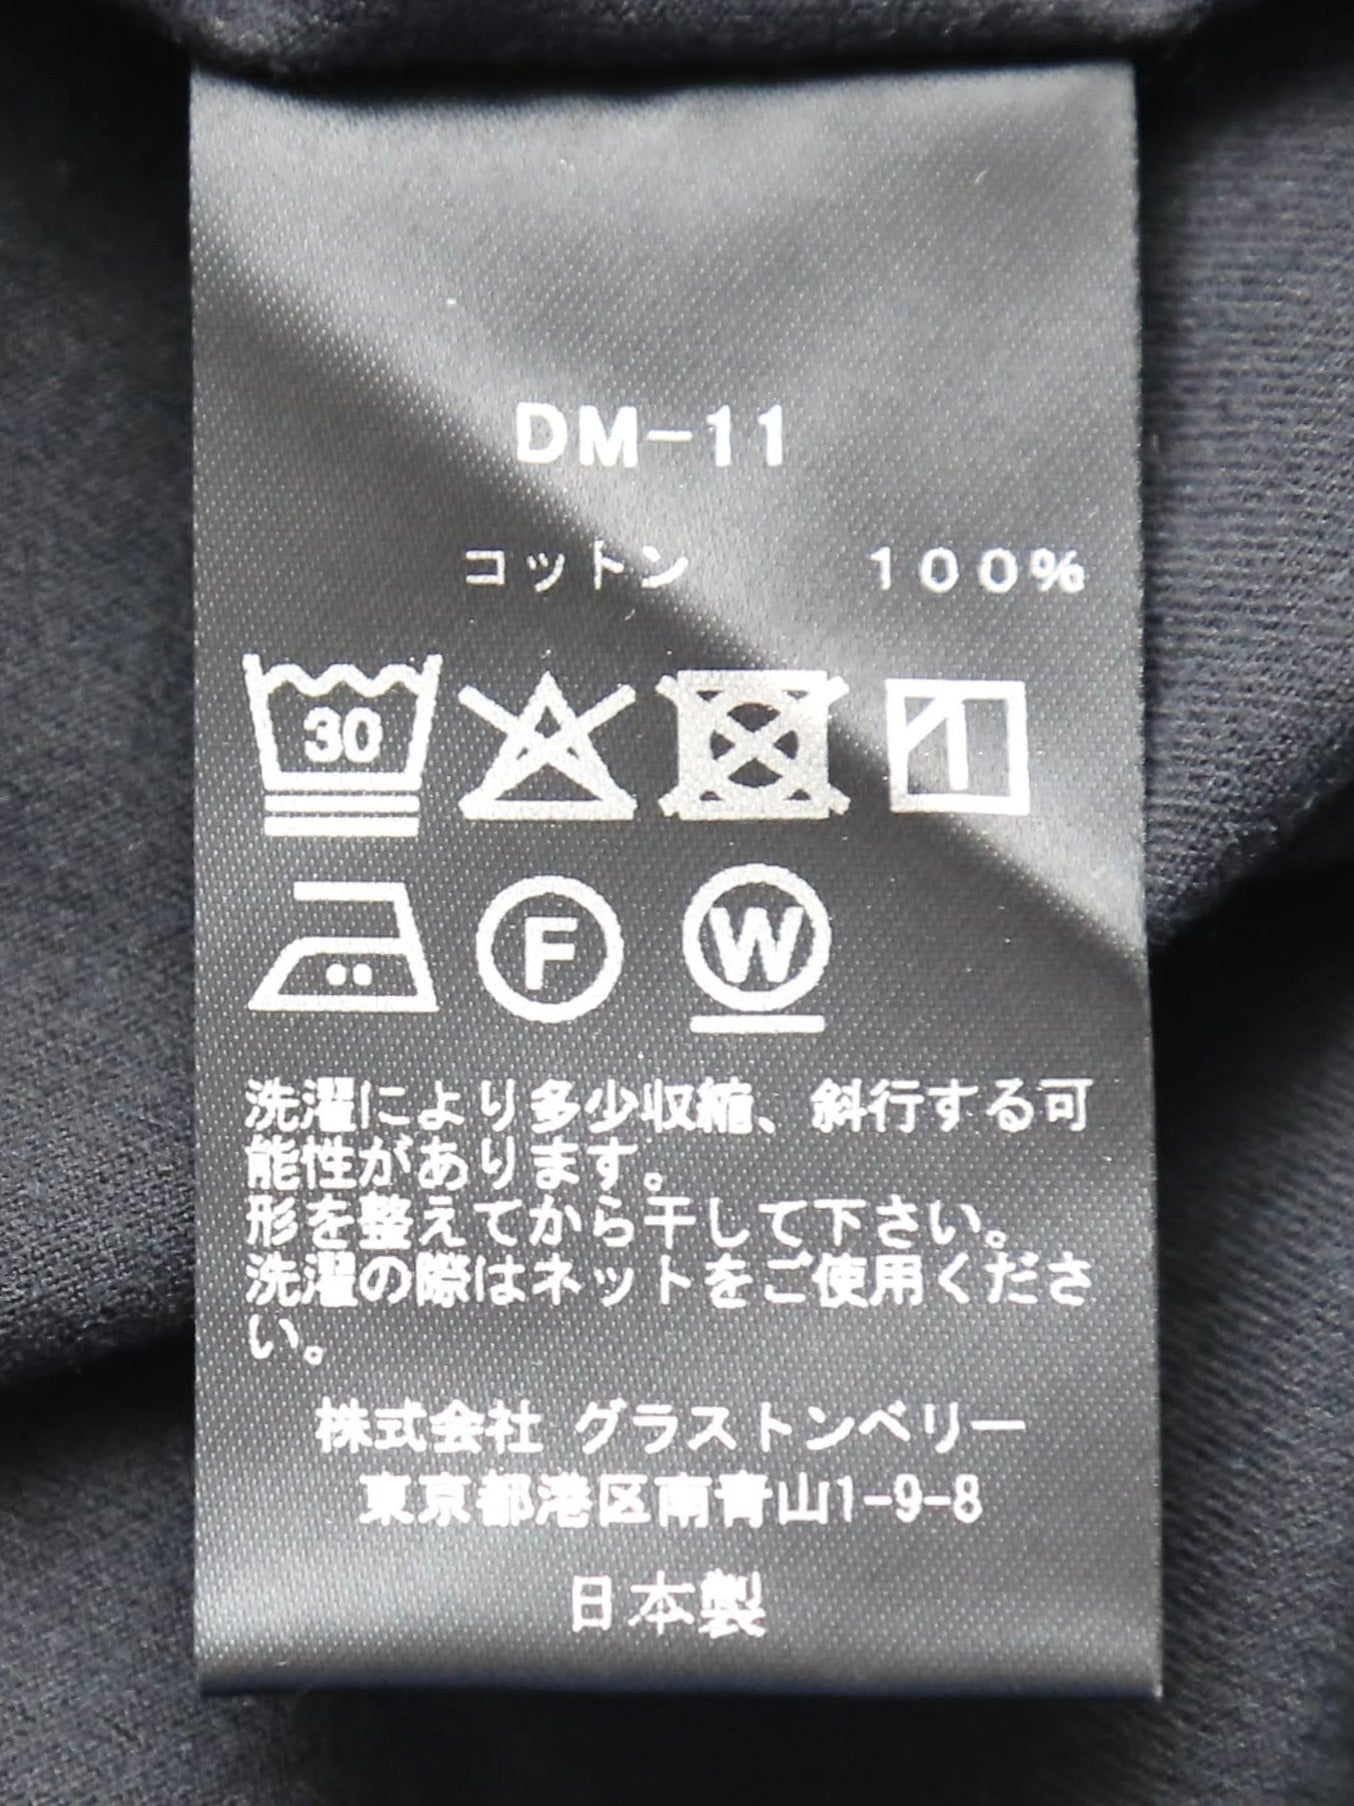 DM-11
コットン 100%
30
F
W
洗濯により多少収縮、斜行する可
能性があります。
形を整えてから干して下さい。
洗濯の際はネットをご使用くださ
い。
株式会社 グラストンベリー
東京都港区南青山1-9-8
日本製